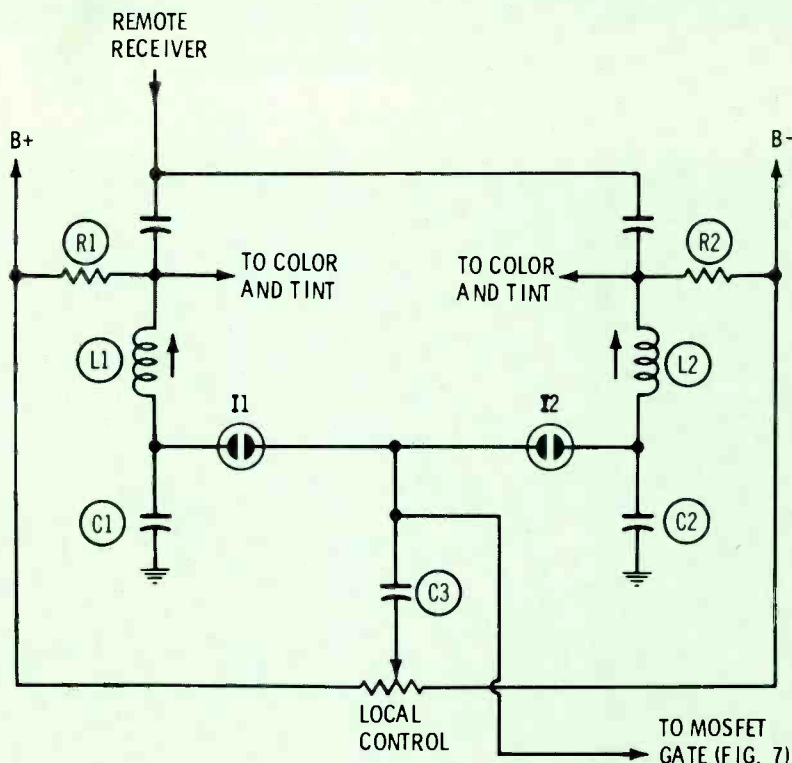 REMOTE
RECEIVER
B+
B-
R1
R2
TO COLOR
AND TINT
TO COLOR
AND TINT
L1
L2
I1
I2
C1
C2
C3
LOCAL
CONTROL
TO MOSFET
GATE (FIG. 7)